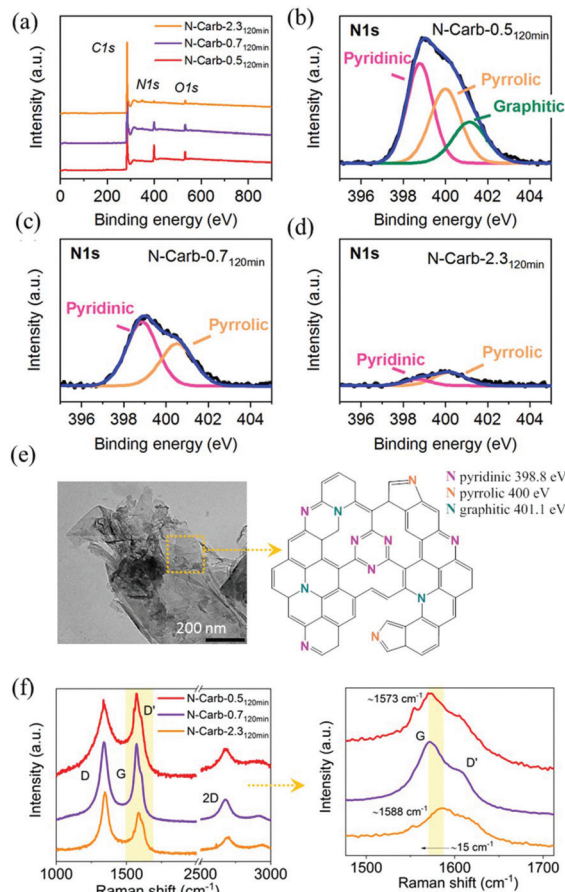 (a)
N-Carb-2.3120min
N-Carb-0.7120min
N-Carb-0.5120min
C1s
N1s
O1s
Intensity (a.u.)
0 200 400 600 800
Binding energy (eV)
(b)
N1s
N-Carb-0.5120min
Pyridinic
Pyrrolic
Graphitic
Intensity (a.u.)
396 398 400 402 404
Binding energy (eV)
(c)
N1s
N-Carb-0.7120min
Pyridinic
Pyrrolic
Intensity (a.u.)
396 398 400 402 404
Binding energy (eV)
(d)
N1s
N-Carb-2.3120min
Pyridinic
Pyrrolic
Intensity (a.u.)
396 398 400 402 404
Binding energy (eV)
(e)
200 nm
N pyridinic 398.8 eV
N pyrrolic 400 eV
N graphitic 401.1 eV
N
N
N
N
N N
N
N
N
N
N
(f)
N-Carb-0.5120min
N-Carb-0.7120min
N-Carb-2.3120min
D'
D
G
2D
Intensity (a.u.)
1000 1500 2500 3000
Raman shift (cm-1)
~1573 cm-1
G
D'
~1588 cm-1
~15 cm-1
Intensity (a.u.)
1500 1600 1700
Raman shift (cm-1)